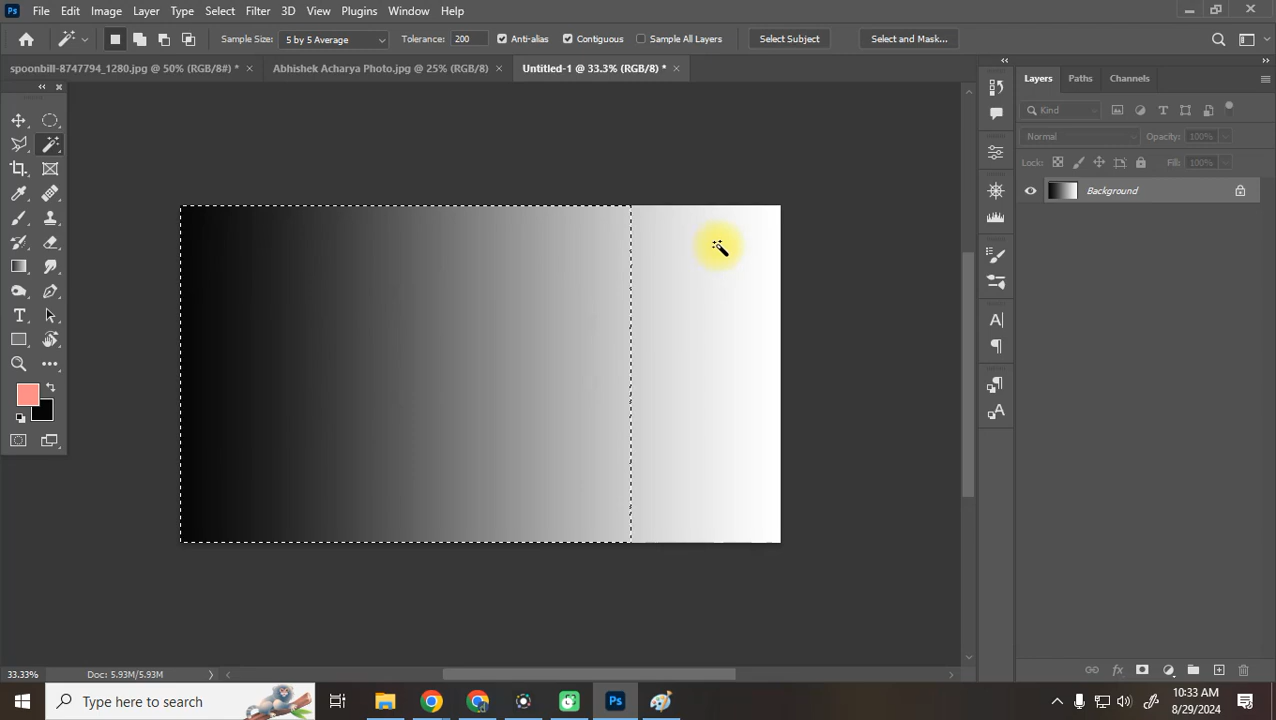 Ps File Edit Image Layer Type Select Filter 3D View Plugins Window Help
Sample Size: 5 by 5 Average Tolerance: 200 Anti-alias Contiguous Sample All Layers Select Subject Select and Mask...
spoonbill-8747794_1280.jpg @ 50% (RGB/8#) * × Abhishek Acharya Photo.jpg @ 25% (RGB/8) × Untitled-1 @ 33.3% (RGB/8) * ×
Layers Paths Channels
Kind
Normal Opacity: 100%
Lock: Fill: 100%
Background
33.33% Doc: 5.93M/5.93M
Type here to search Ps 10:33 AM
8/29/2024